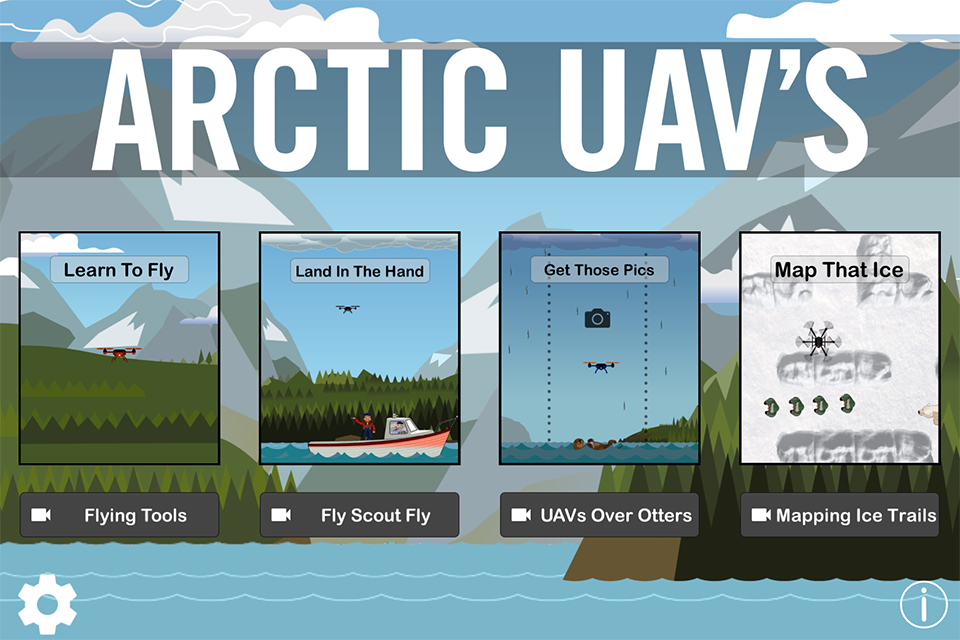 ARCTIC UAV'S
Learn To Fly
Land In The Hand
Get Those Pics
Map That Ice
Flying Tools
Fly Scout Fly
UAVs Over Otters
Mapping Ice Trails
i